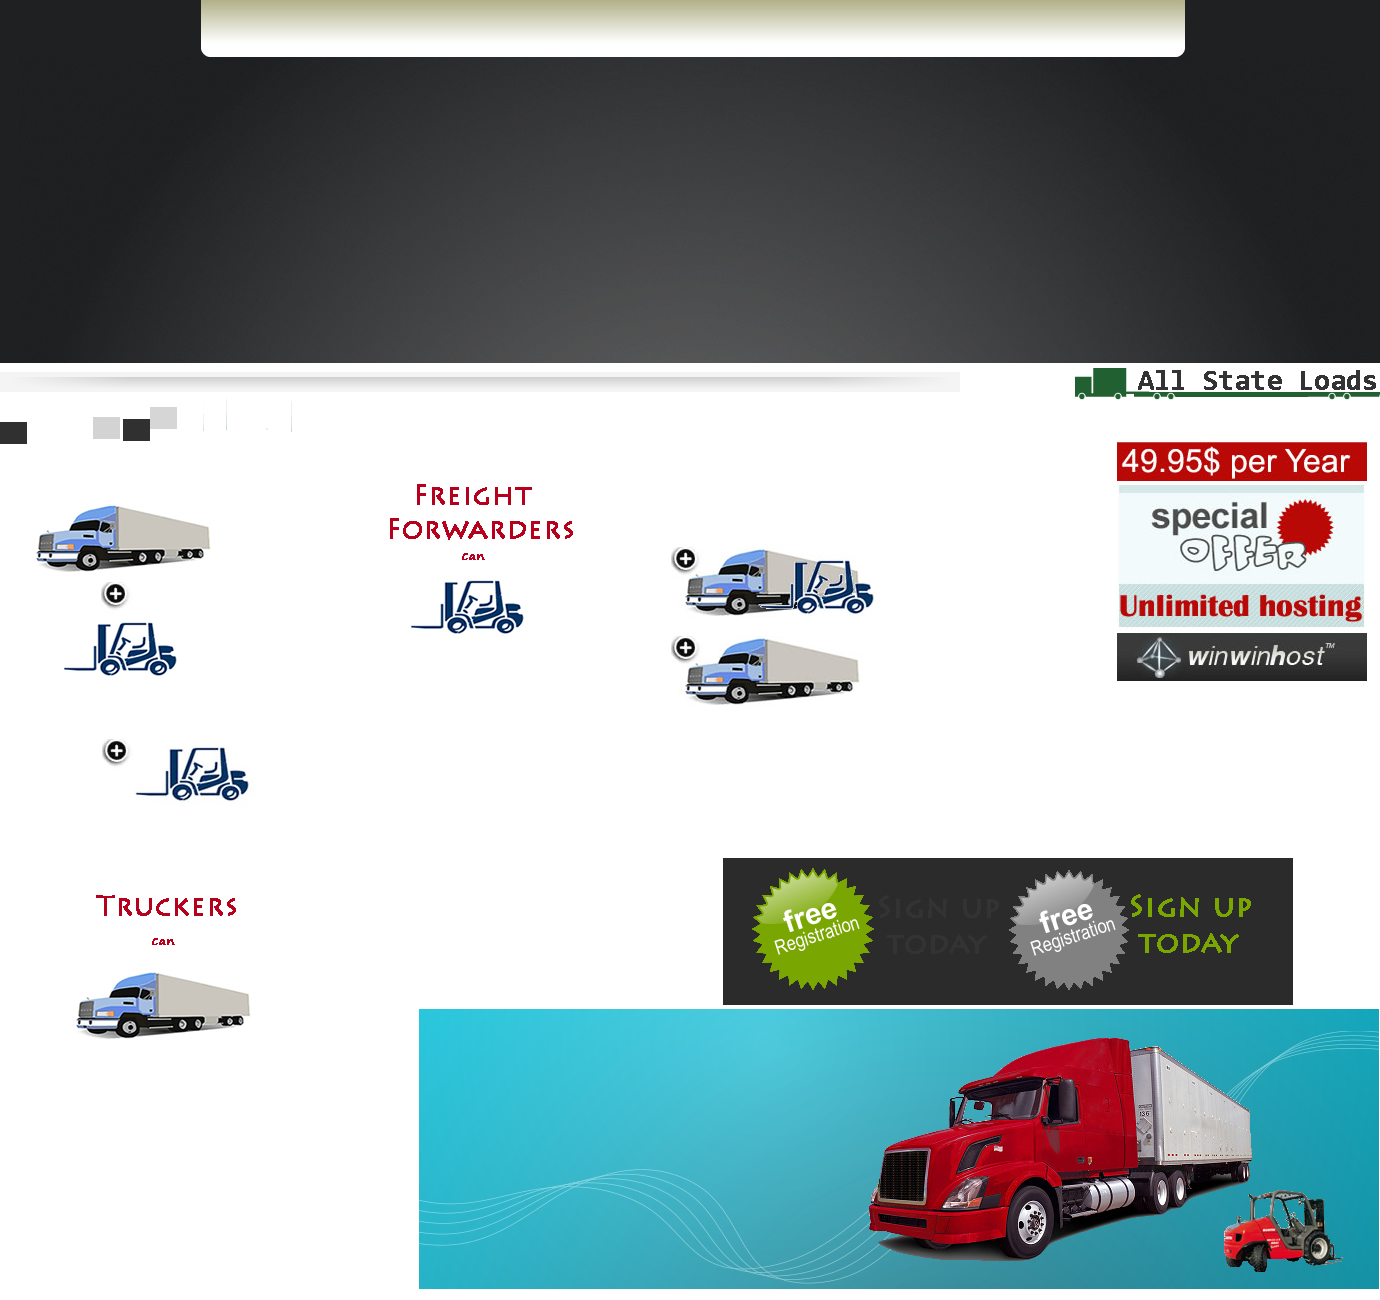 All State Loads
49.95$ per Year
special
OFFER
Unlimited hosting
winwinhost™
FREIGHT
FORWARDERS
can
TRUCKERS
can
free
Registration
SIGN UP
TODAY
free
Registration
SIGN UP
TODAY